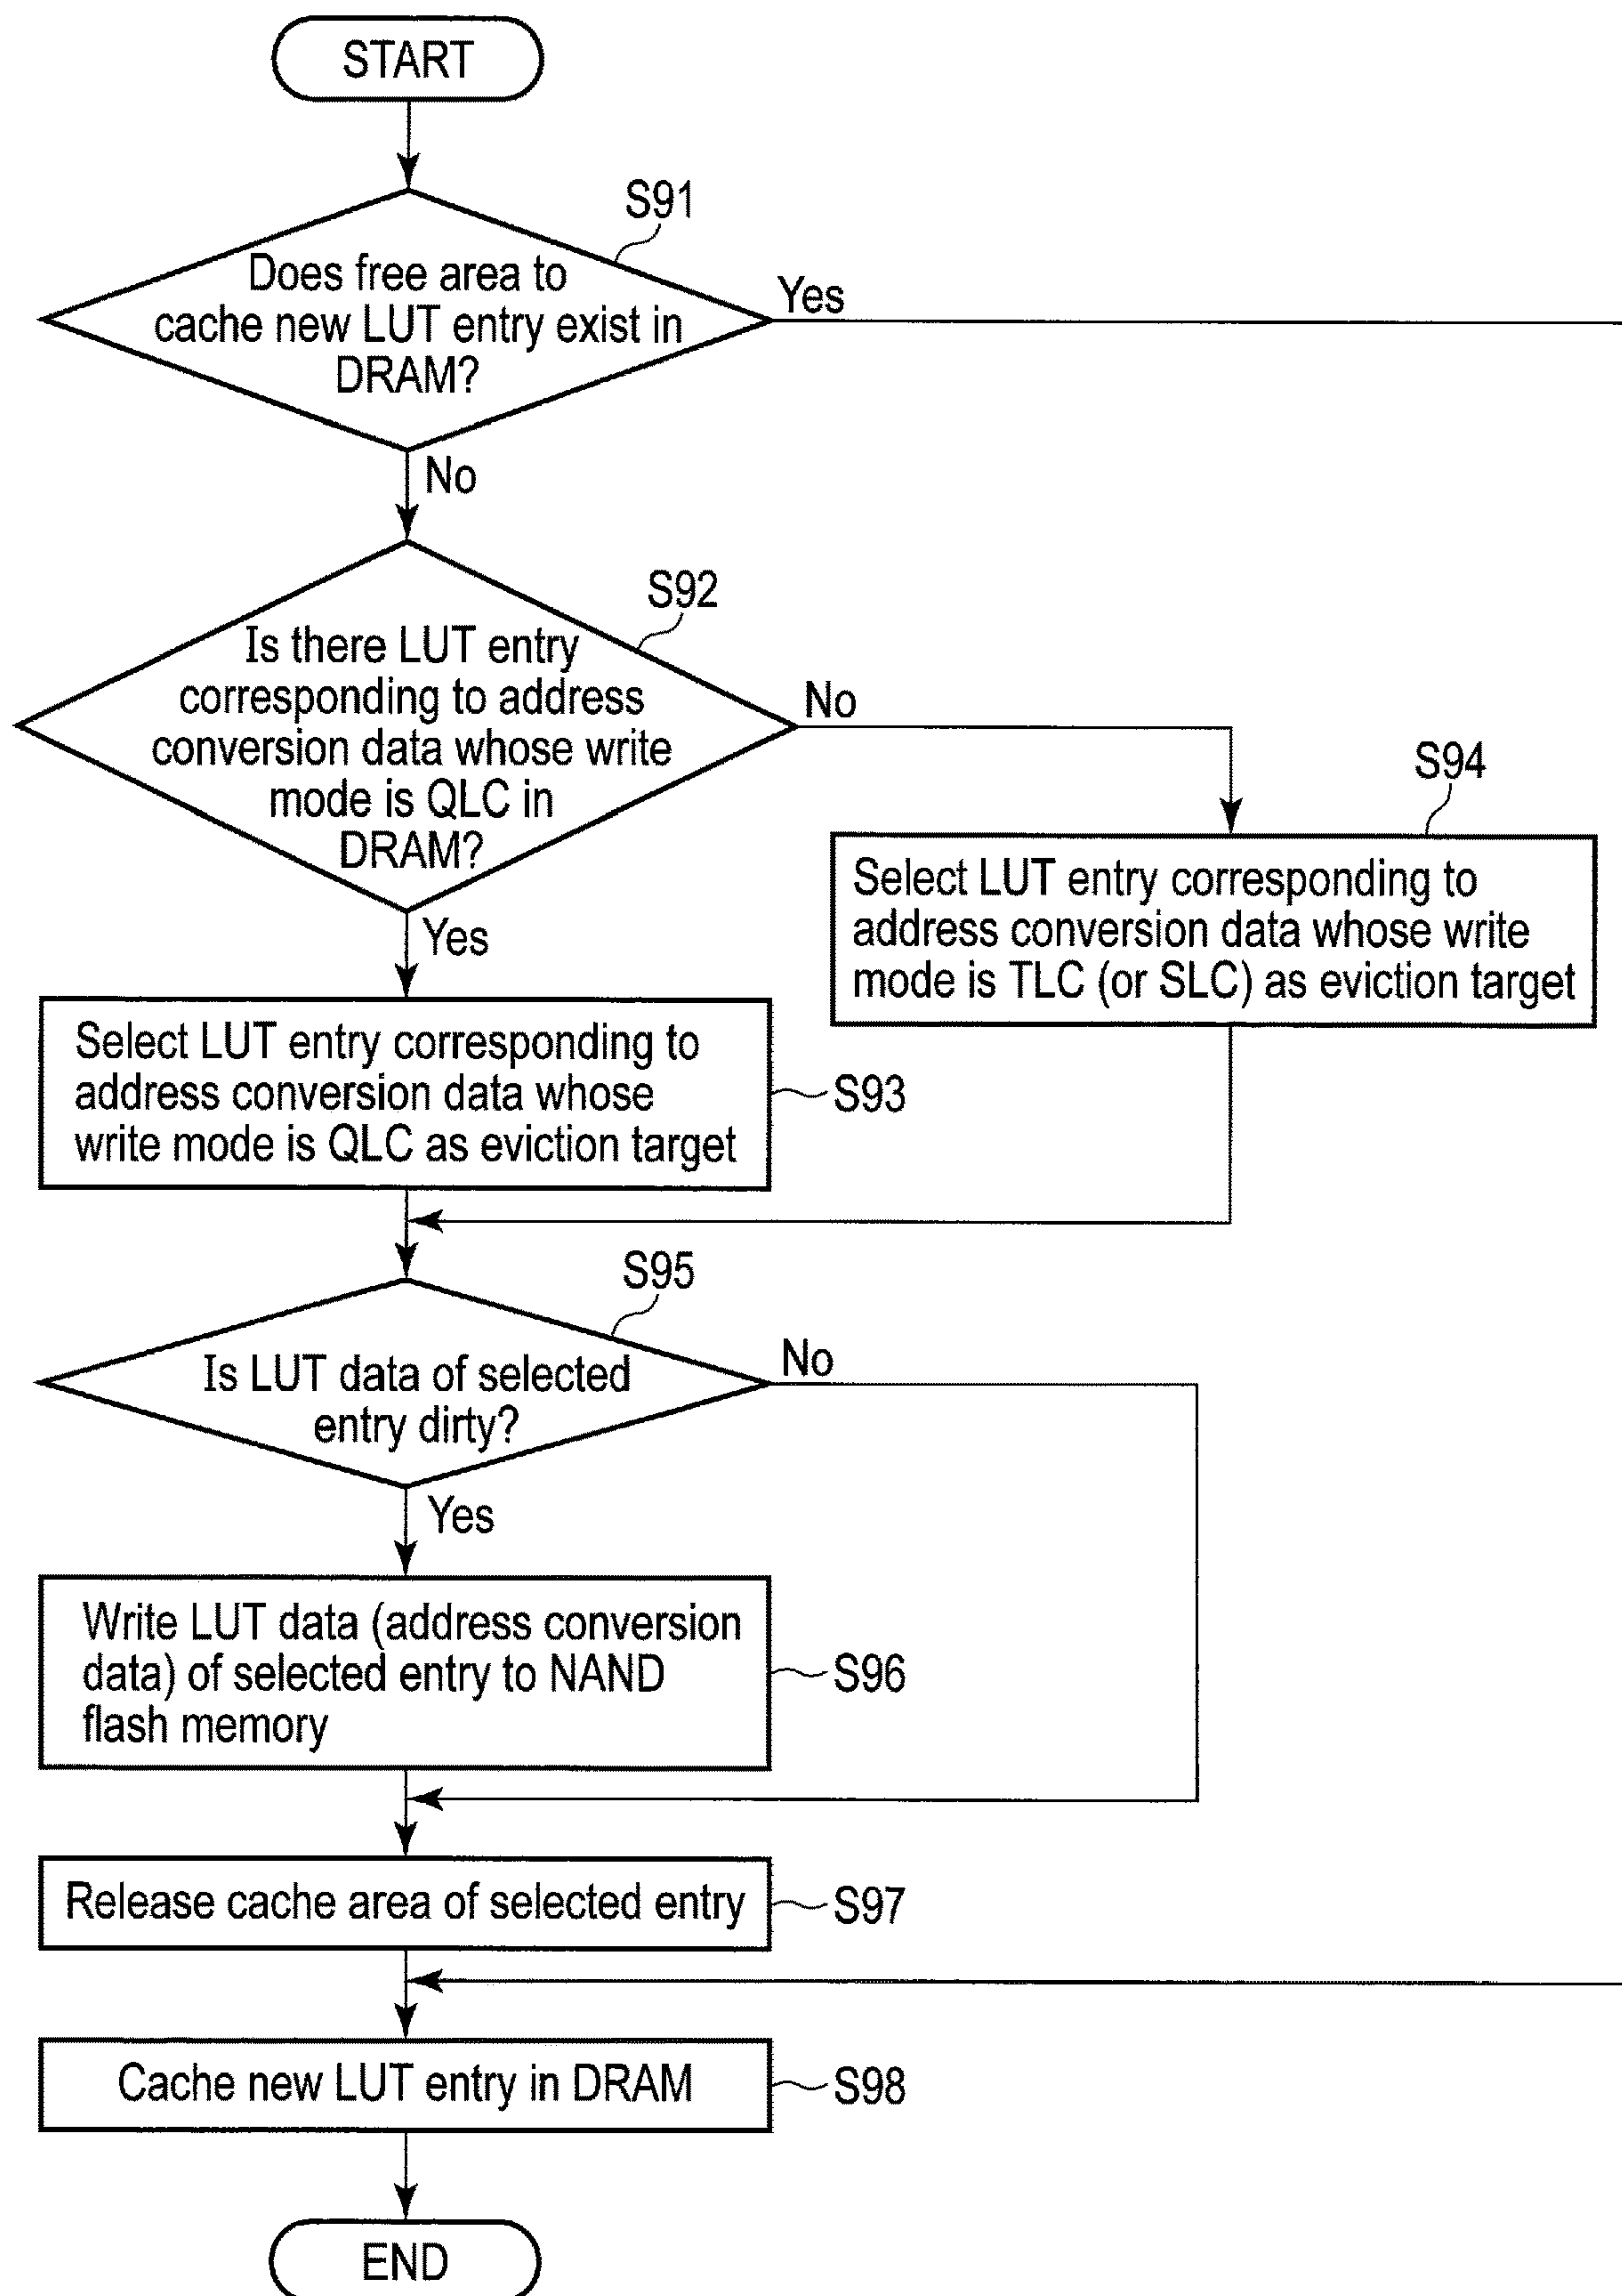 START
S91
Does free area to
cache new LUT entry exist in
DRAM?
Yes
No
S92
Is there LUT entry
corresponding to address
conversion data whose write
mode is QLC in
DRAM?
No
Yes
S94
Select LUT entry corresponding to
address conversion data whose write
mode is TLC (or SLC) as eviction target
Select LUT entry corresponding to
address conversion data whose
write mode is QLC as eviction target
S93
S95
Is LUT data of selected
entry dirty?
No
Yes
Write LUT data (address conversion
data) of selected entry to NAND
flash memory
S96
Release cache area of selected entry
S97
Cache new LUT entry in DRAM
S98
END